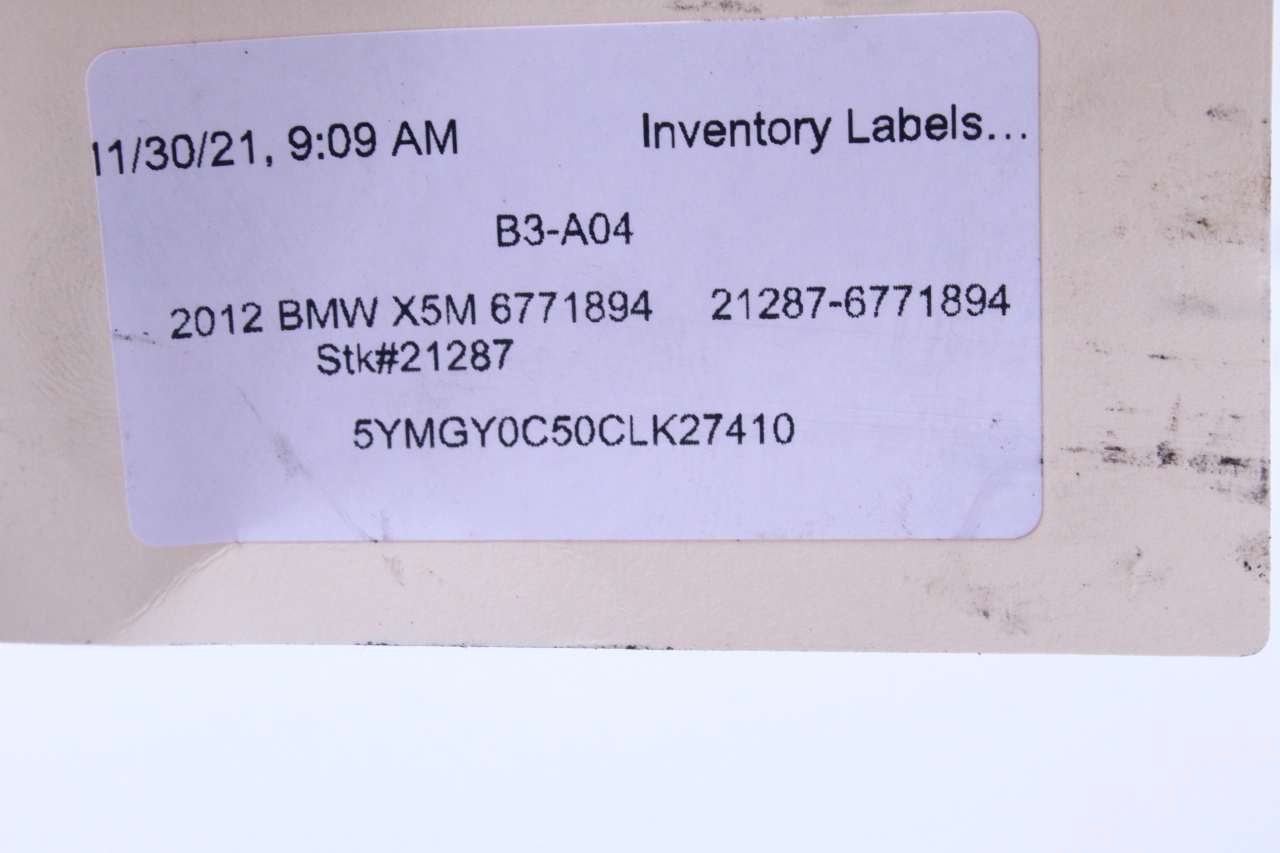 11/30/21, 9:09 AM Inventory Labels...
B3-A04
2012 BMW X5M 6771894 21287-6771894
Stk#21287
5YMGY0C50CLK27410